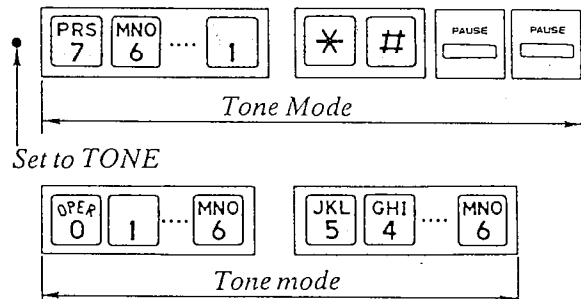 PRS MNO PAUSE PAUSE
7 6 .... 1 * #
Tone Mode
Set to TONE
OPER MNO JKL GHI MNO
0 1 .... 6 5 4 .... 6
Tone mode